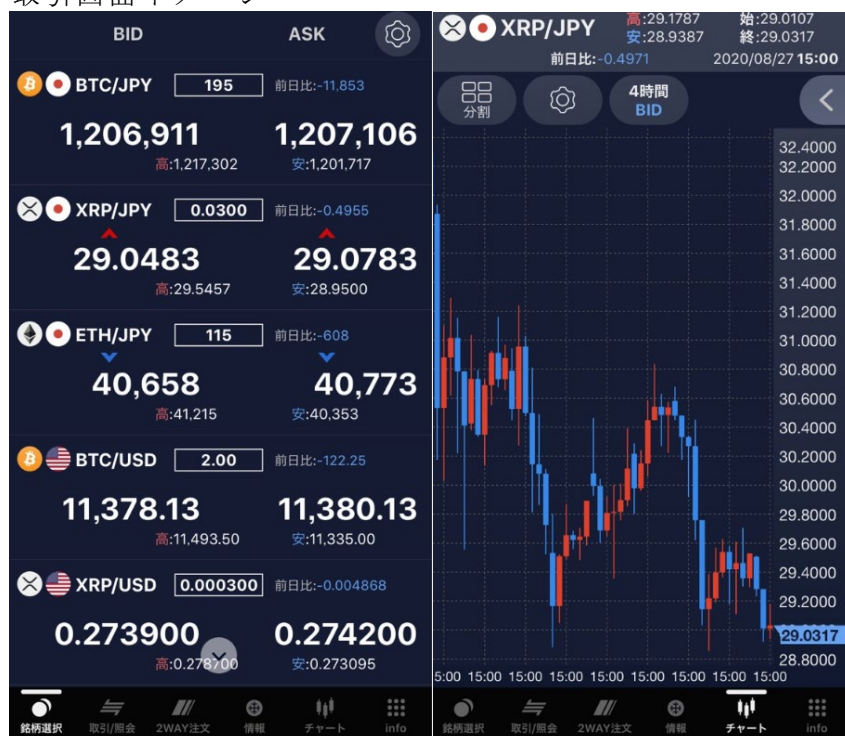 BID ASK
BTC/JPY 195 前日比:-11,853
1,206,911 1,207,106
高:1,217,302 安:1,201,717
XRP/JPY 0.0300 前日比:-0.4955
29.0483 29.0783
高:29.5457 安:28.9500
ETH/JPY 115 前日比:-608
40,658 40,773
高:41,215 安:40,353
BTC/USD 2.00 前日比:-122.25
11,378.13 11,380.13
高:11,493.50 安:11,335.00
XRP/USD 0.000300 前日比:-0.004868
0.273900 0.274200
高:0.278700 安:0.273095
銘柄選択 取引/照会 2WAY注文 情報 チャート info
XRP/JPY 高:29.1787 始:29.0107
安:28.9387 終:29.0317
前日比:-0.4971 2020/08/27 15:00
分割 4時間
BID
32.4000
32.2000
32.0000
31.8000
31.6000
31.4000
31.2000
31.0000
30.8000
30.6000
30.4000
30.2000
30.0000
29.8000
29.6000
29.4000
29.2000
29.0317
28.8000
5:00 15:00 15:00 15:00 15:00 15:00 15:00 15:00
銘柄選択 取引/照会 2WAY注文 情報 チャート info